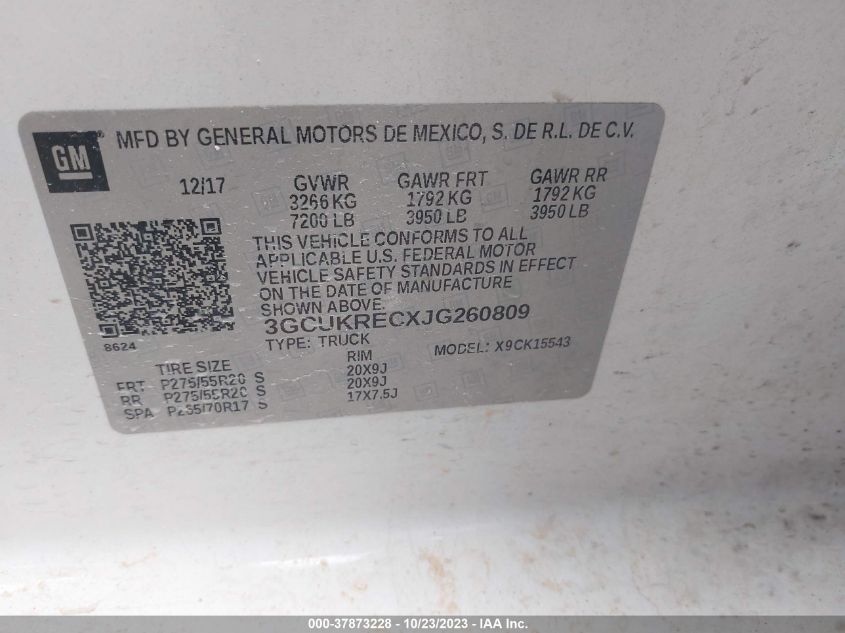 GM
MFD BY GENERAL MOTORS DE MEXICO, S. DE R.L. DE C.V.
12/17 GVWR GAWR FRT GAWR RR
3266 KG 1792 KG 1792 KG
7200 LB 3950 LB 3950 LB
THIS VEHICLE CONFORMS TO ALL
APPLICABLE U.S. FEDERAL MOTOR
VEHICLE SAFETY STANDARDS IN EFFECT
ON THE DATE OF MANUFACTURE
SHOWN ABOVE.
3GCUKRECXJG260809
8624 TYPE: TRUCK MODEL: X9CK15543
TIRE SIZE RIM
FRT P275/55R20 S 20X9J
RR P275/55R20 S 20X9J
SPA P265/70R17 S 17X7.5J
000-37873228 - 10/23/2023 - IAA Inc.